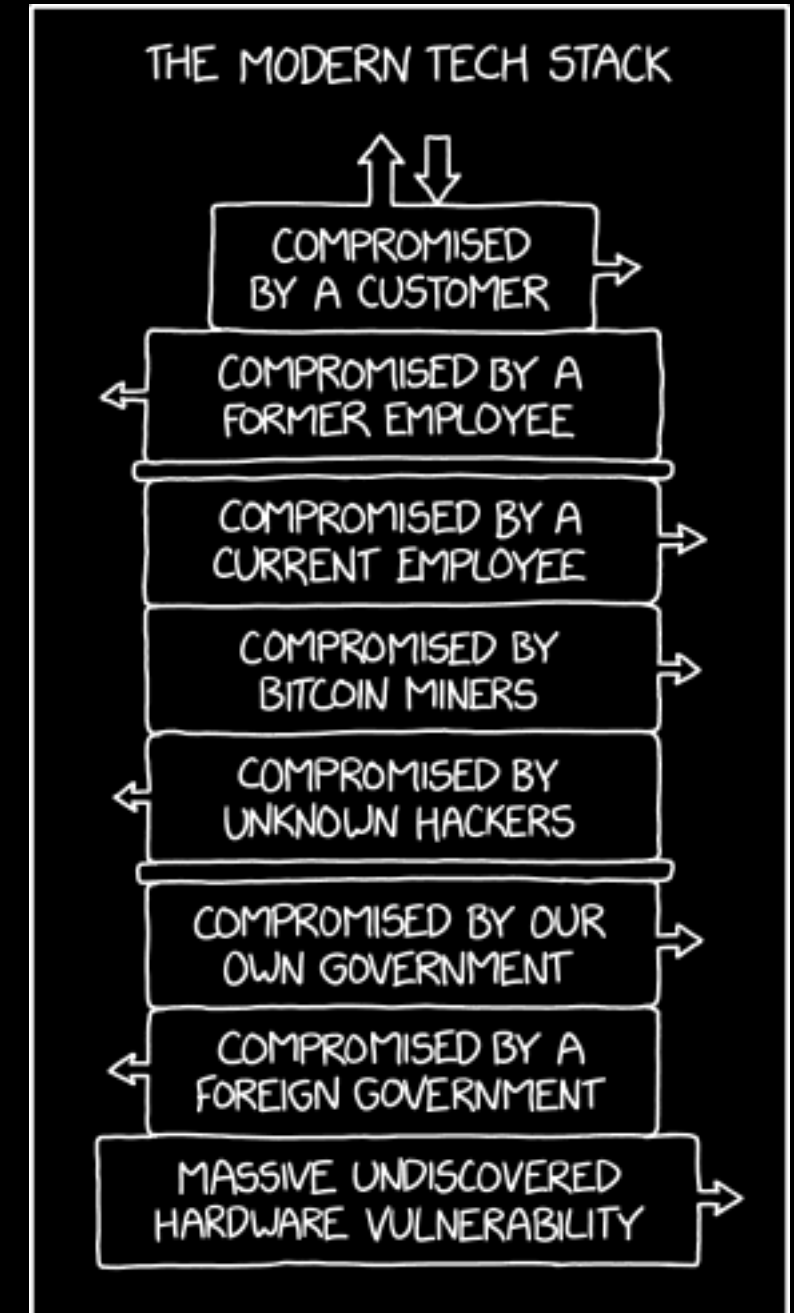 THE MODERN TECH STACK
COMPROMISED
BY A CUSTOMER
COMPROMISED BY A
FORMER EMPLOYEE
COMPROMISED BY A
CURRENT EMPLOYEE
COMPROMISED BY
BITCOIN MINERS
COMPROMISED BY
UNKNOWN HACKERS
COMPROMISED BY OUR
OWN GOVERNMENT
COMPROMISED BY A
FOREIGN GOVERNMENT
MASSIVE UNDISCOVERED
HARDWARE VULNERABILITY